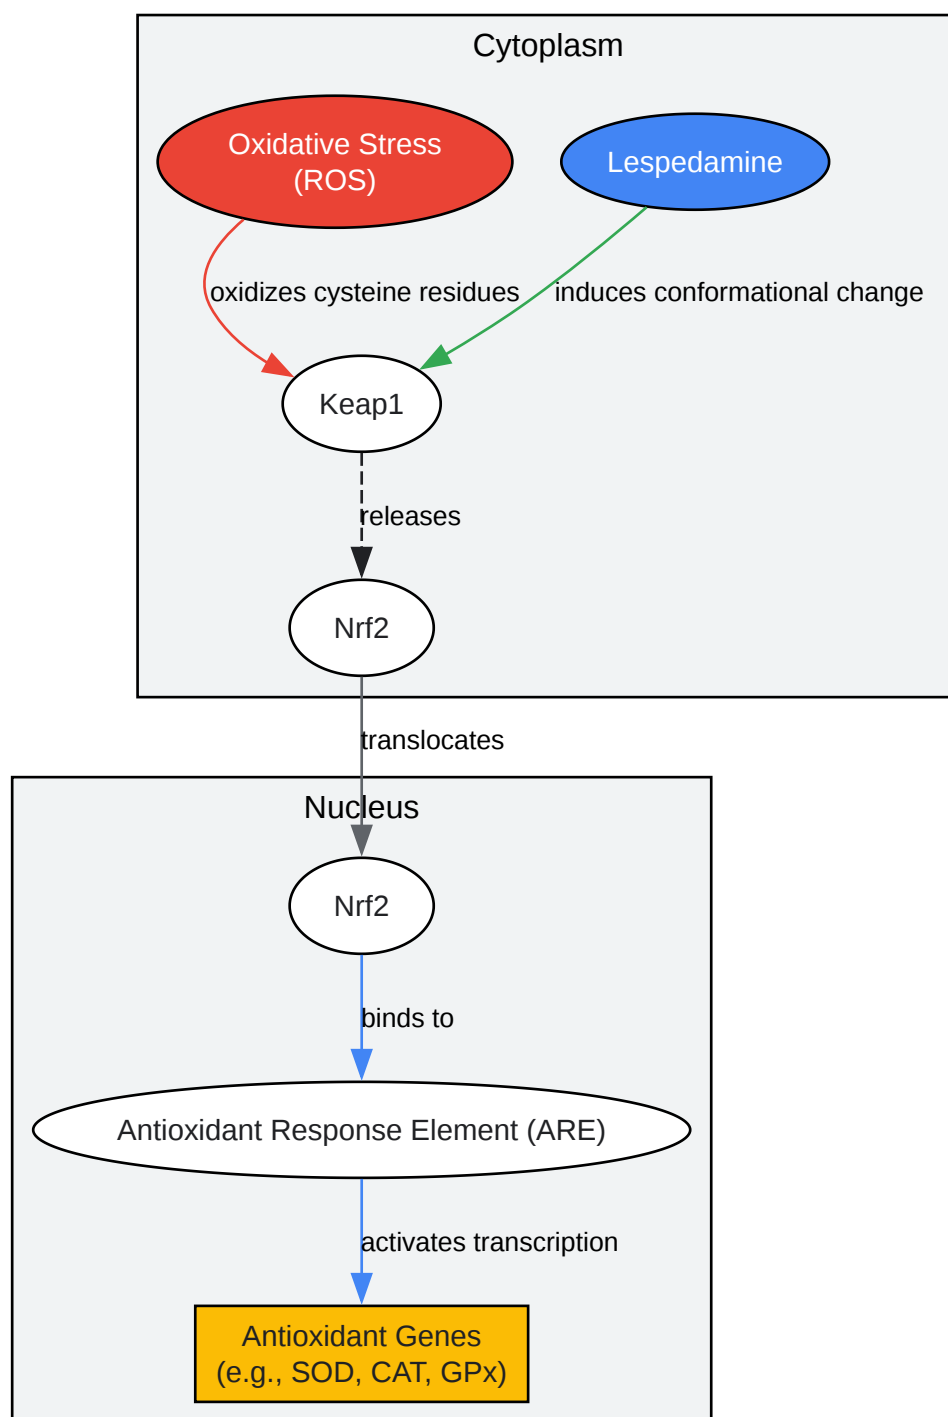 Cytoplasm
Oxidative Stress
(ROS)
Lespedamine
oxidizes cysteine residues
induces conformational change
Keap1
releases
Nrf2
translocates
Nucleus
Nrf2
binds to
Antioxidant Response Element (ARE)
activates transcription
Antioxidant Genes
(e.g., SOD, CAT, GPx)